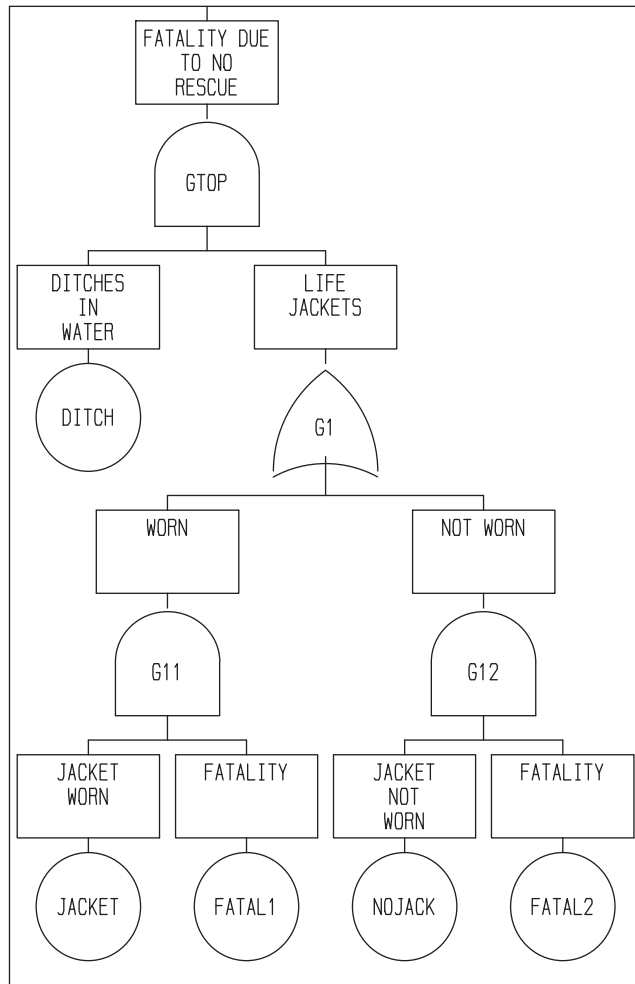 FATALITY DUE
TO NO
RESCUE
GTOP
DITCHES
IN
WATER
LIFE
JACKETS
DITCH
G1
WORN
NOT WORN
G11
G12
JACKET
WORN
FATALITY
JACKET
NOT
WORN
FATALITY
JACKET
FATAL1
NOJACK
FATAL2